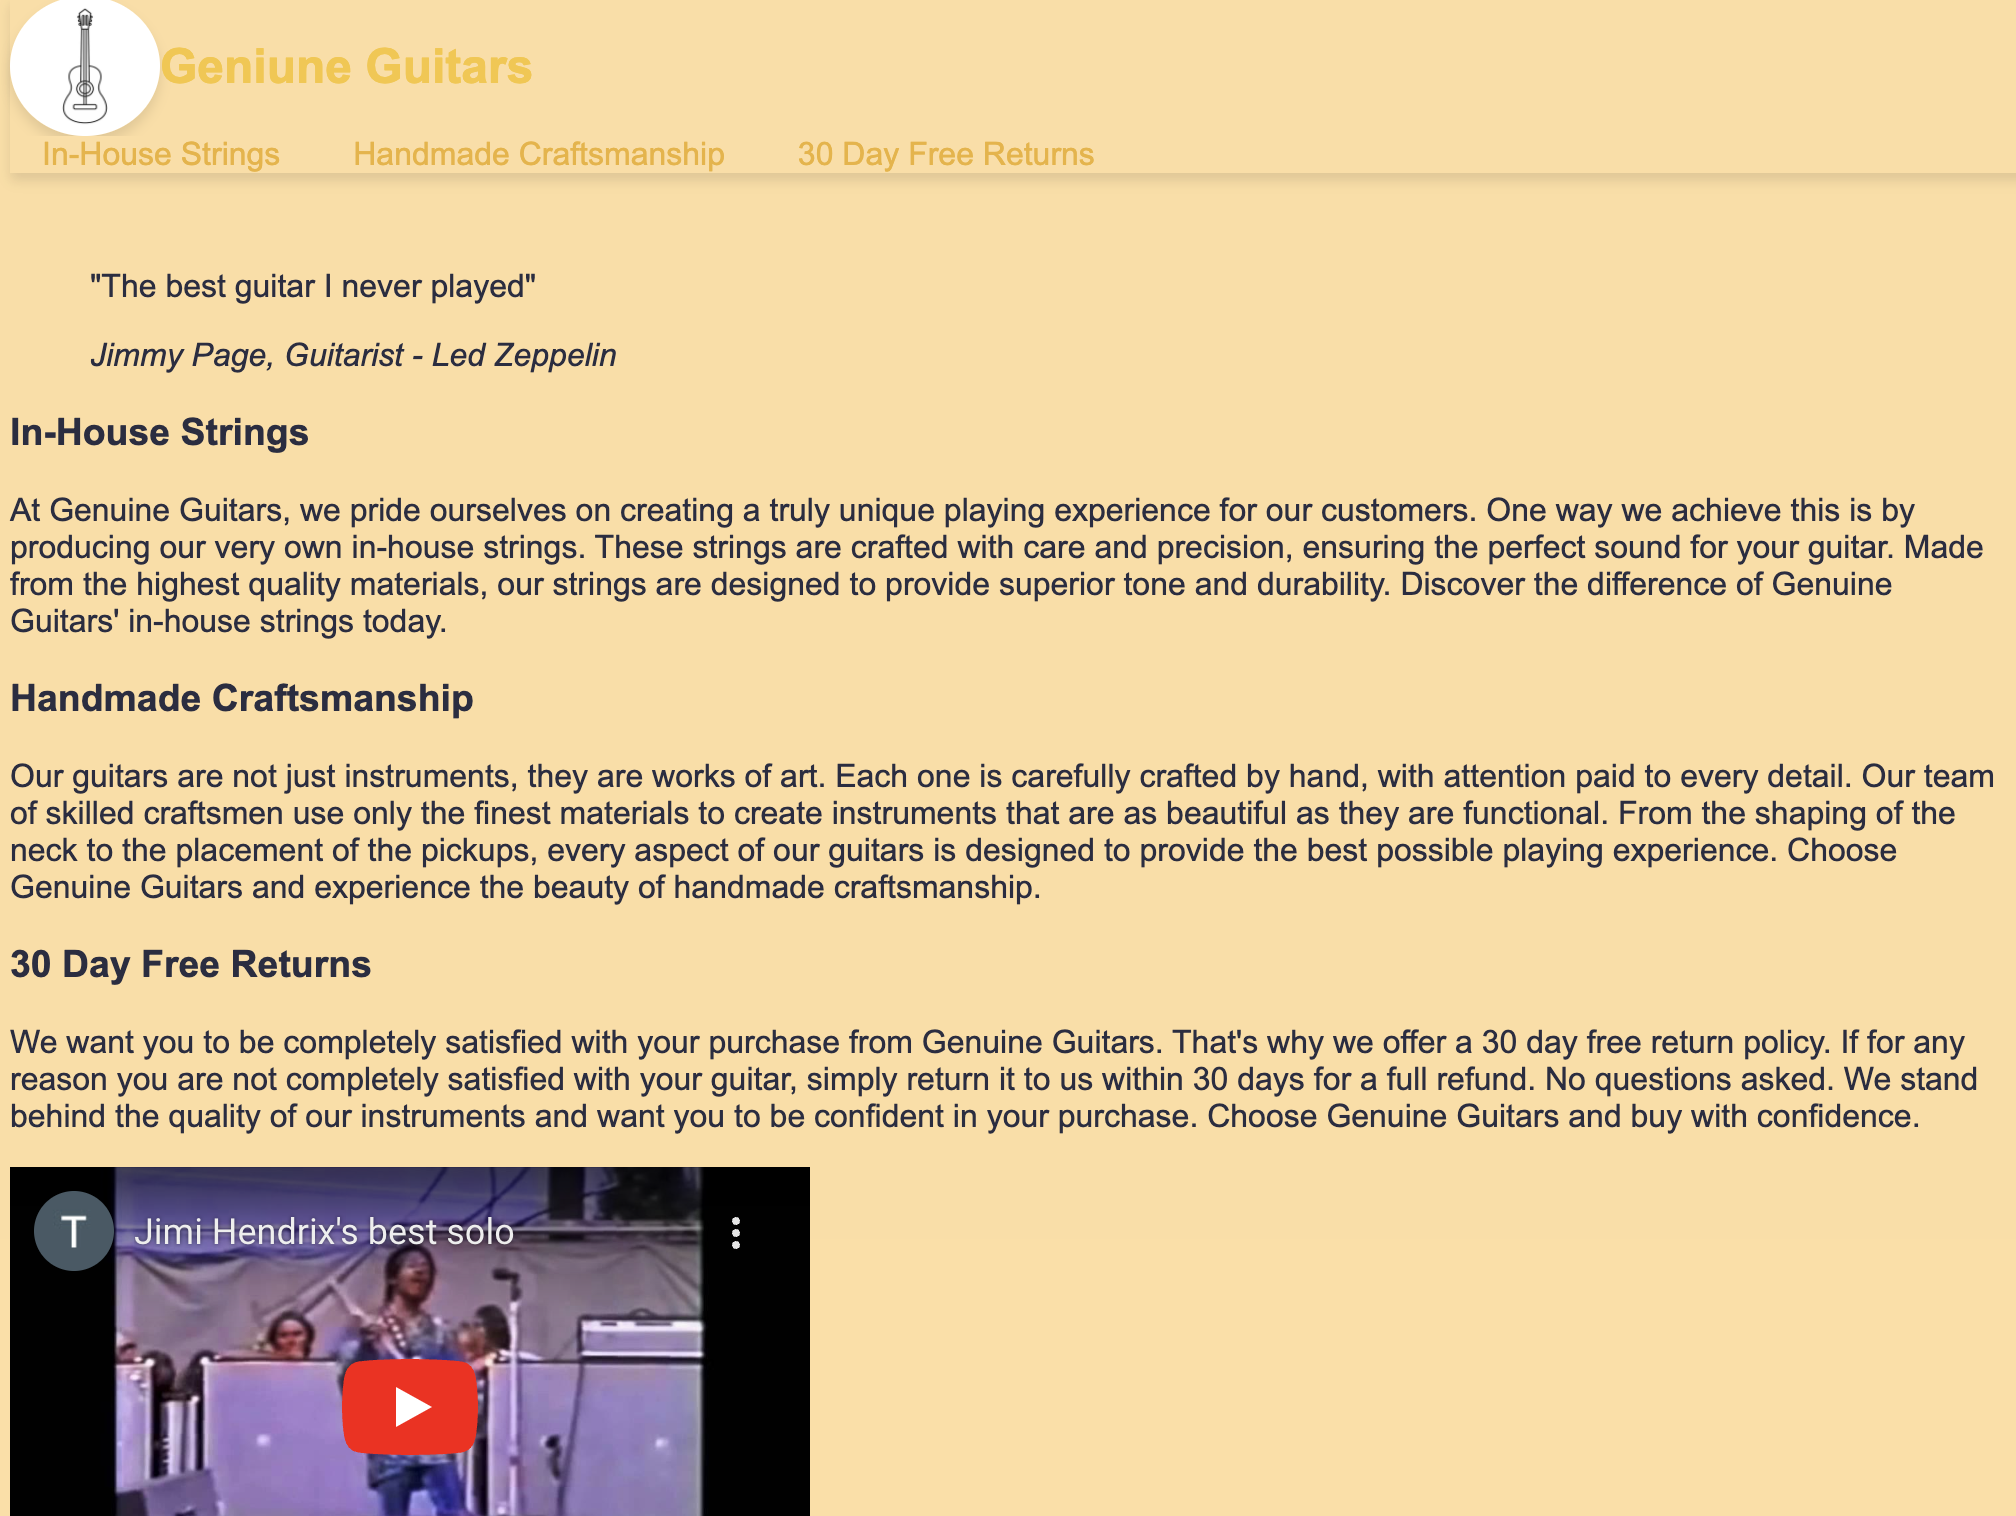 Geniune Guitars
In-House Strings
Handmade Craftsmanship
30 Day Free Returns
"The best guitar I never played"
Jimmy Page, Guitarist - Led Zeppelin
In-House Strings
At Genuine Guitars, we pride ourselves on creating a truly unique playing experience for our customers. One way we achieve this is by
producing our very own in-house strings. These strings are crafted with care and precision, ensuring the perfect sound for your guitar. Made
from the highest quality materials, our strings are designed to provide superior tone and durability. Discover the difference of Genuine
Guitars' in-house strings today.
Handmade Craftsmanship
Our guitars are not just instruments, they are works of art. Each one is carefully crafted by hand, with attention paid to every detail. Our team
of skilled craftsmen use only the finest materials to create instruments that are as beautiful as they are functional. From the shaping of the
neck to the placement of the pickups, every aspect of our guitars is designed to provide the best possible playing experience. Choose
Genuine Guitars and experience the beauty of handmade craftsmanship.
30 Day Free Returns
We want you to be completely satisfied with your purchase from Genuine Guitars. That's why we offer a 30 day free return policy. If for any
reason you are not completely satisfied with your guitar, simply return it to us within 30 days for a full refund. No questions asked. We stand
behind the quality of our instruments and want you to be confident in your purchase. Choose Genuine Guitars and buy with confidence.
T
Jimi Hendrix's best solo